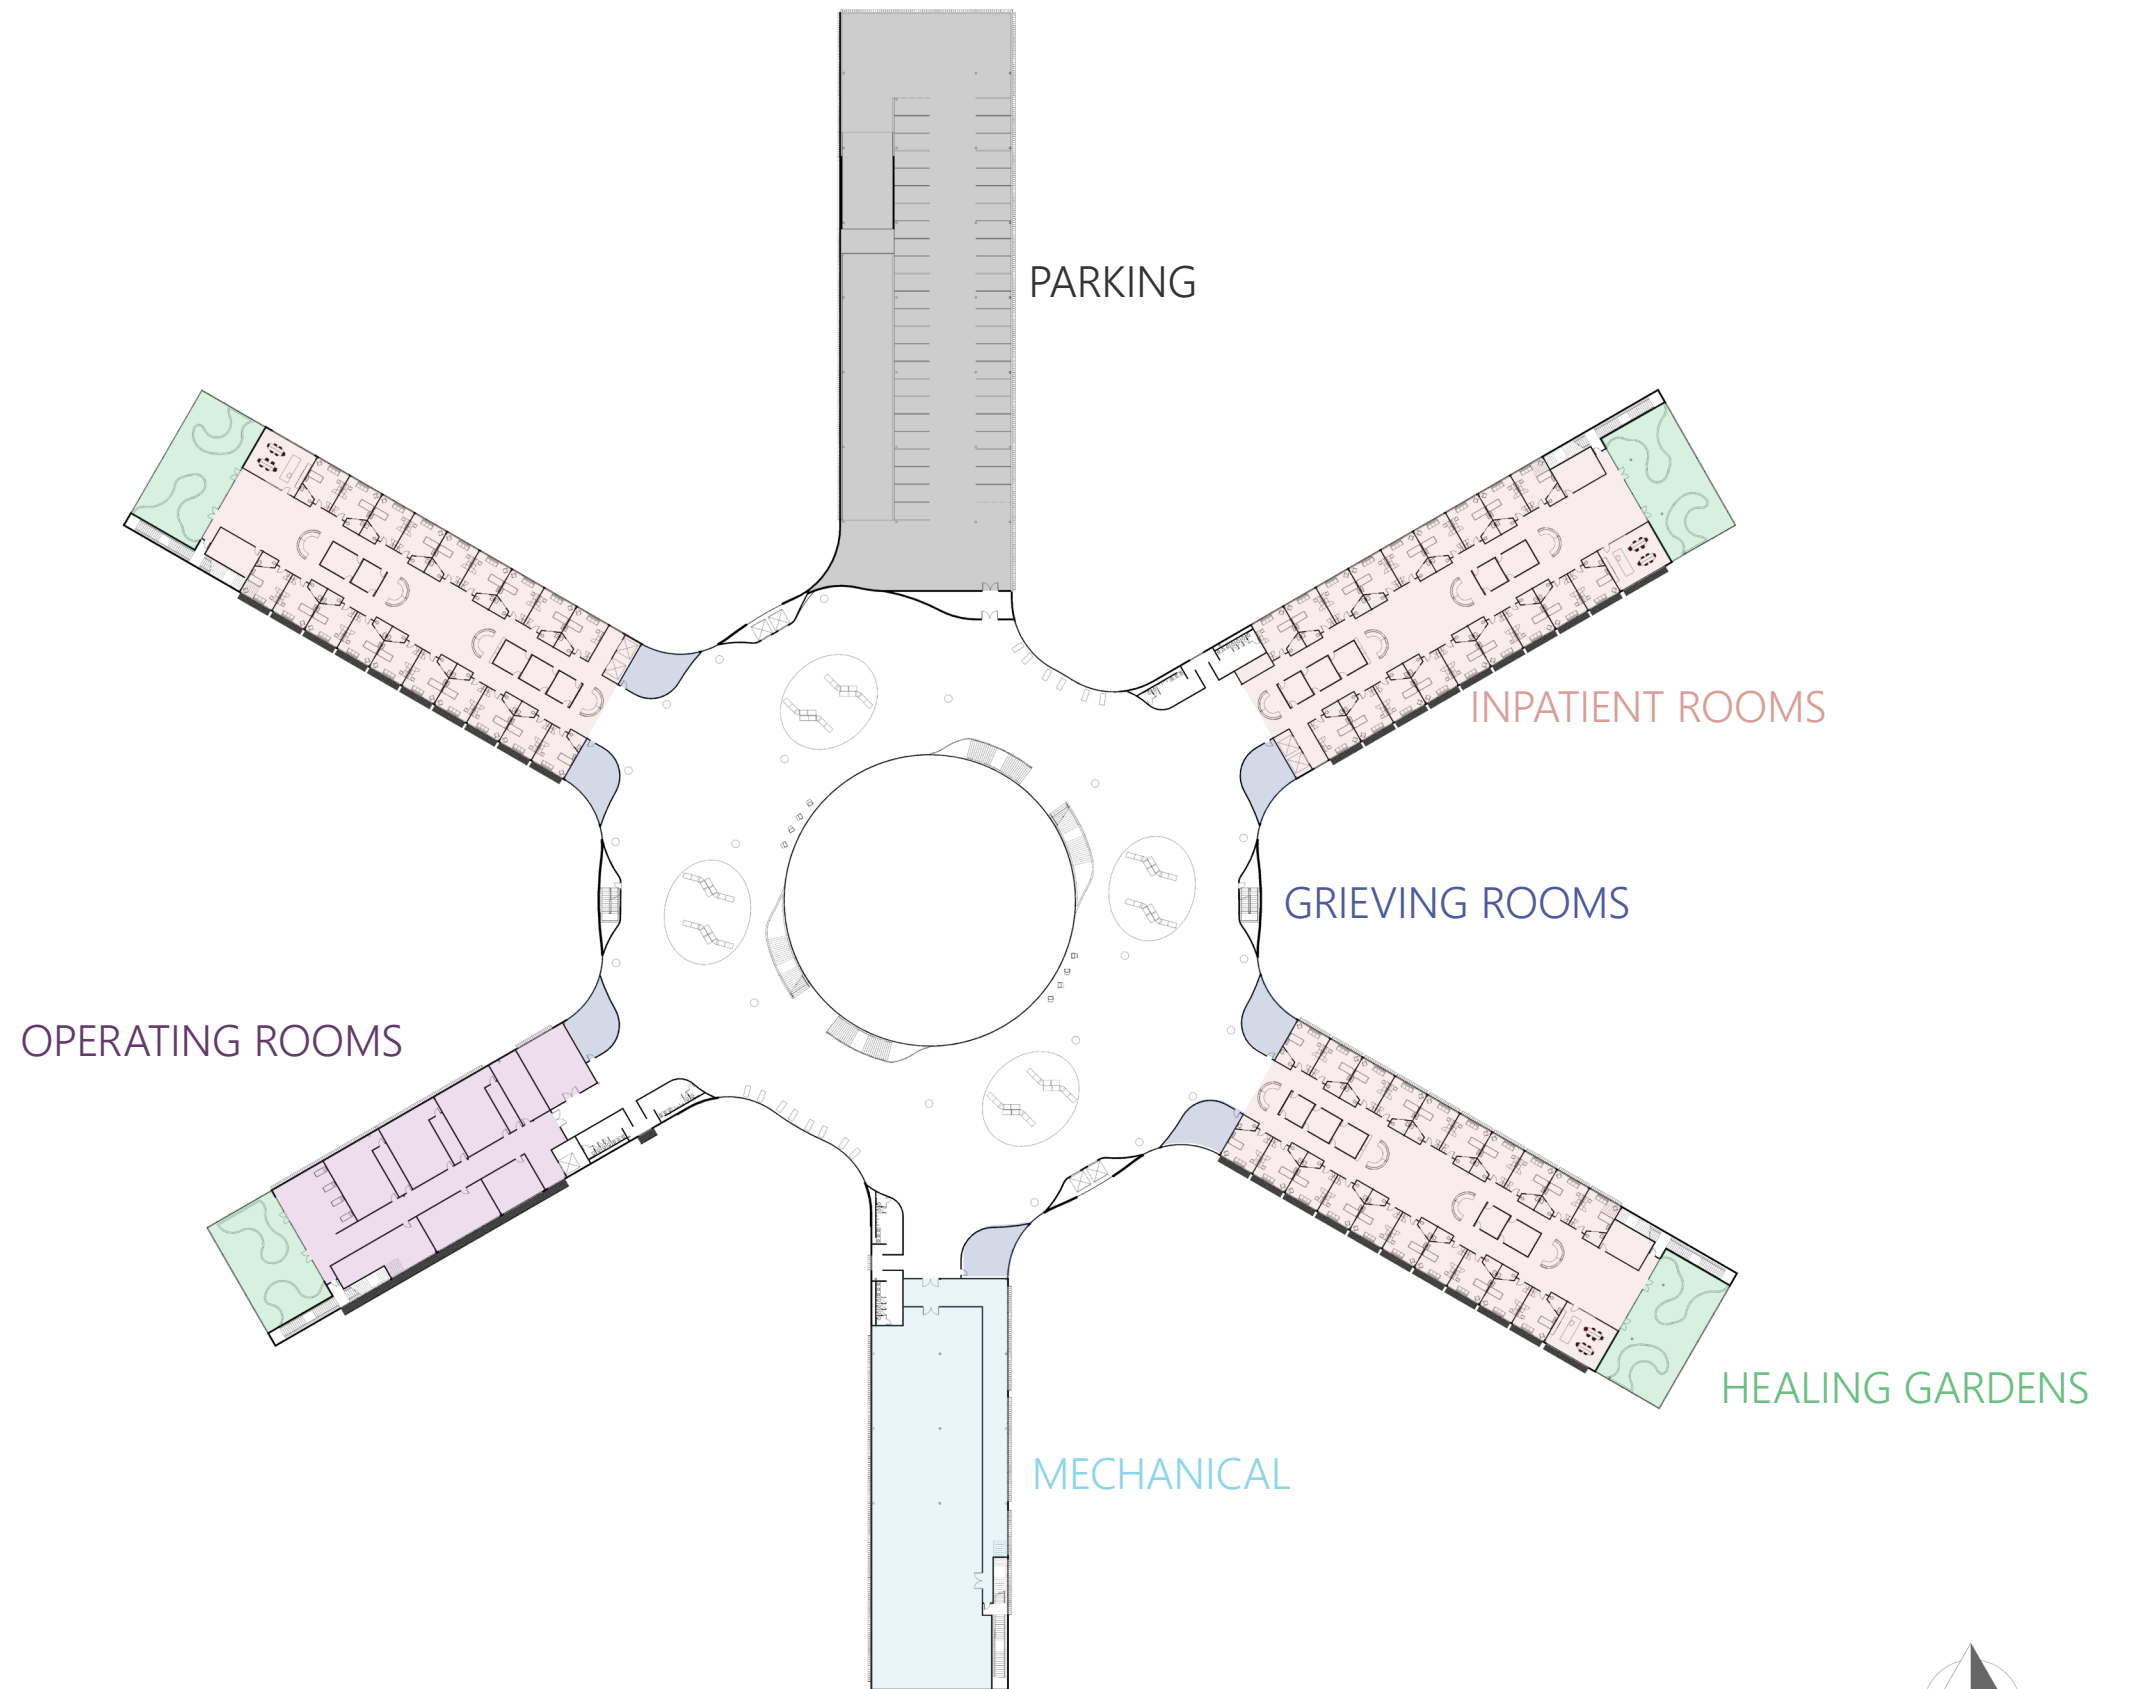 PARKING
INPATIENT ROOMS
GRIEVING ROOMS
OPERATING ROOMS
HEALING GARDENS
MECHANICAL